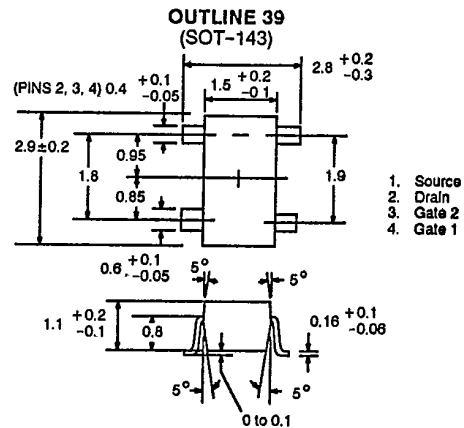 OUTLINE 39
(SOT-143)
2.8 +0.2 -0.3
1.5 +0.2 -0.1
(PINS 2, 3, 4) 0.4 +0.1 -0.05
2.9±0.2
1.8
0.95
0.85
1.9
1. Source
2. Drain
3. Gate 2
4. Gate 1
0.6 +0.1 -0.05
5°
5°
1.1 +0.2 -0.1
0.8
0.16 +0.1 -0.06
5°
5°
0 to 0.1